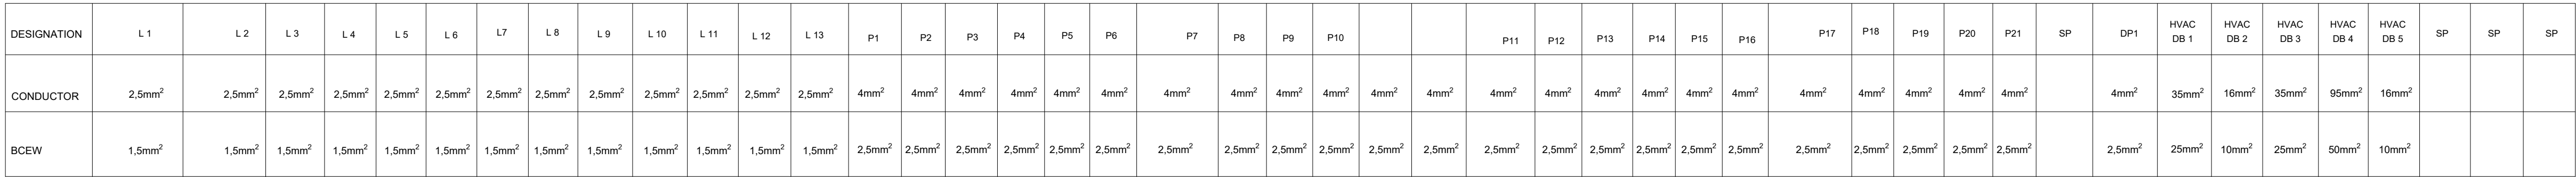 DESIGNATION L 1 L 2 L 3 L 4 L 5 L 6 L7 L 8 L 9 L 10 L 11 L 12 L 13 P1 P2 P3 P4 P5 P6 P7 P8 P9 P10 P11 P12 P13 P14 P15 P16 P17 P18 P19 P20 P21 SP DP1 HVAC DB 1 HVAC DB 2 HVAC DB 3 HVAC DB 4 HVAC DB 5 SP SP SP
CONDUCTOR 2,5mm² 2,5mm² 2,5mm² 2,5mm² 2,5mm² 2,5mm² 2,5mm² 2,5mm² 2,5mm² 2,5mm² 2,5mm² 2,5mm² 2,5mm² 4mm² 4mm² 4mm² 4mm² 4mm² 4mm² 4mm² 4mm² 4mm² 4mm² 4mm² 4mm² 4mm² 4mm² 4mm² 4mm² 4mm² 4mm² 4mm² 4mm² 4mm² 4mm² 4mm² 4mm² 35mm² 16mm² 35mm² 95mm² 16mm²
BCEW 1,5mm² 1,5mm² 1,5mm² 1,5mm² 1,5mm² 1,5mm² 1,5mm² 1,5mm² 1,5mm² 1,5mm² 1,5mm² 1,5mm² 1,5mm² 2,5mm² 2,5mm² 2,5mm² 2,5mm² 2,5mm² 2,5mm² 2,5mm² 2,5mm² 2,5mm² 2,5mm² 2,5mm² 2,5mm² 2,5mm² 2,5mm² 2,5mm² 2,5mm² 2,5mm² 2,5mm² 2,5mm² 2,5mm² 2,5mm² 2,5mm² 2,5mm² 2,5mm² 25mm² 10mm² 25mm² 50mm² 10mm²